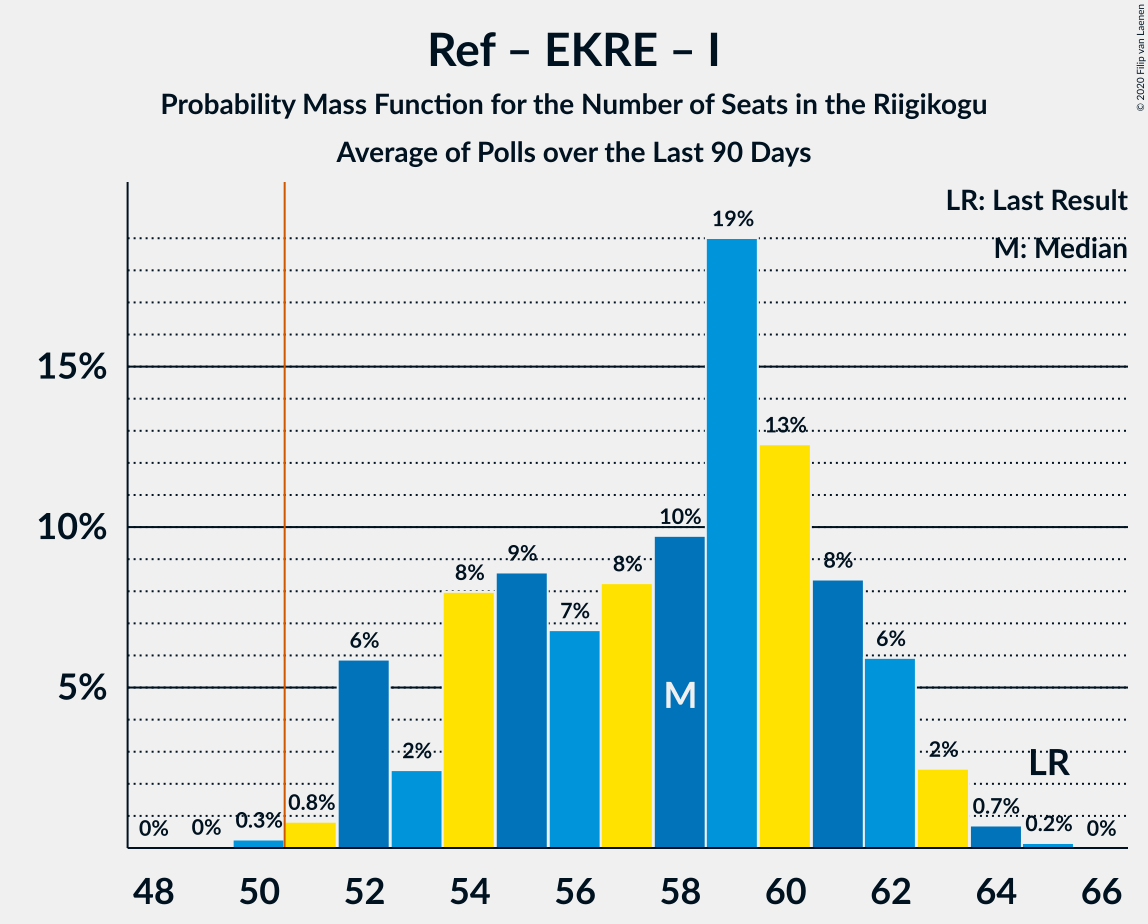 Ref – EKRE – I
Probability Mass Function for the Number of Seats in the Riigikogu
Average of Polls over the Last 90 Days
© 2020 Filip van Laenen
LR: Last Result
M: Median
15%
10%
5%
0% 0% 0.3% 0.8% 6% 2% 8% 9% 7% 8% 10% 19% 13% 8% 6% 2% 0.7% 0.2% 0%
M
LR
48 50 52 54 56 58 60 62 64 66